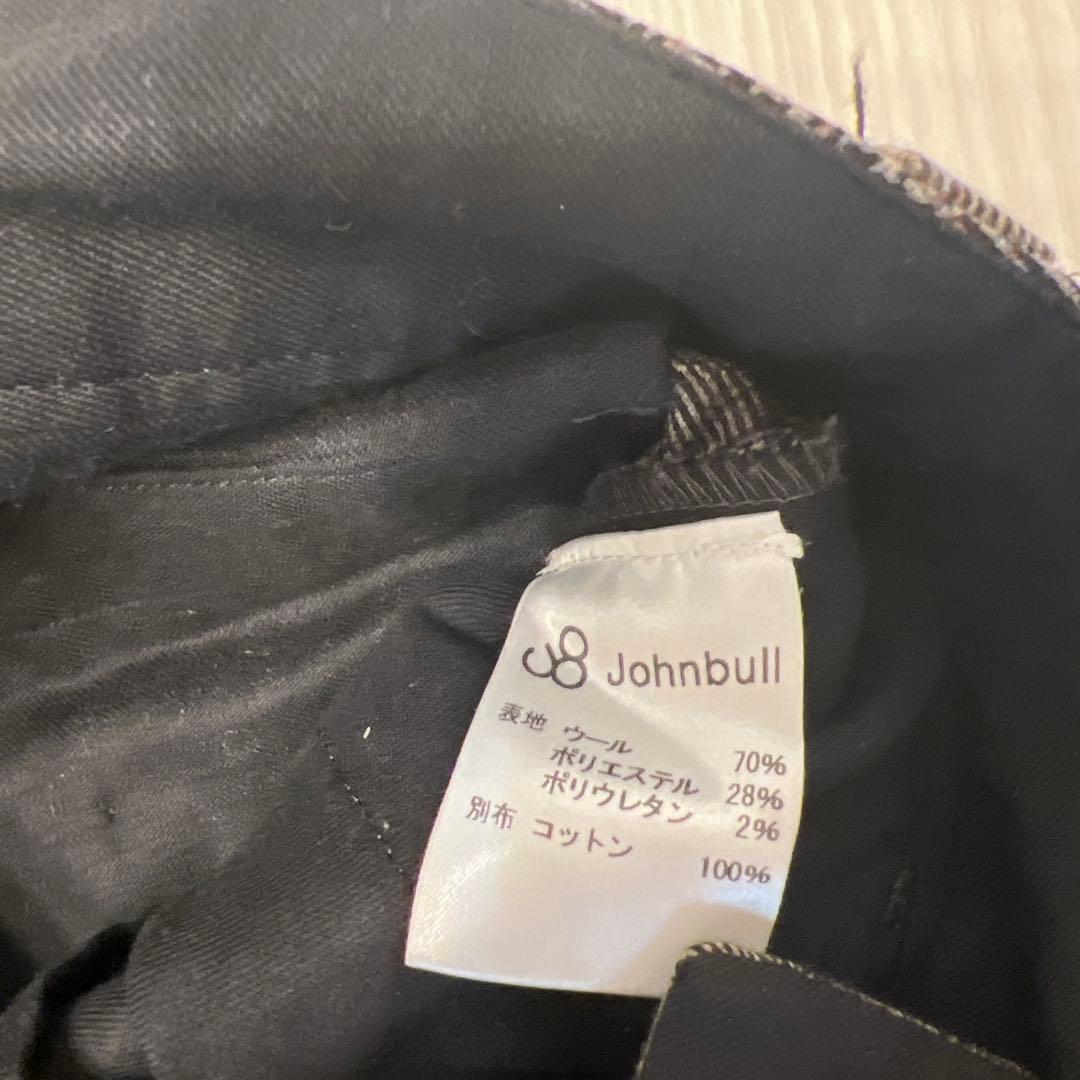 Johnbull
表地 ウール 70%
ポリエステル 28%
ポリウレタン 2%
別布 コットン 100%